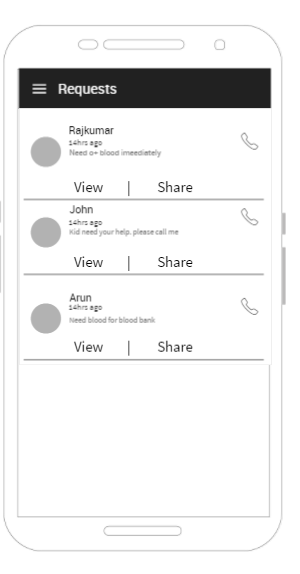 Requests
Rajkumar
14hrs ago
Need o+ blood imeediately
View | Share
John
14hrs ago
Kid need your help. please call me
View | Share
Arun
14hrs ago
Need blood for blood bank
View | Share